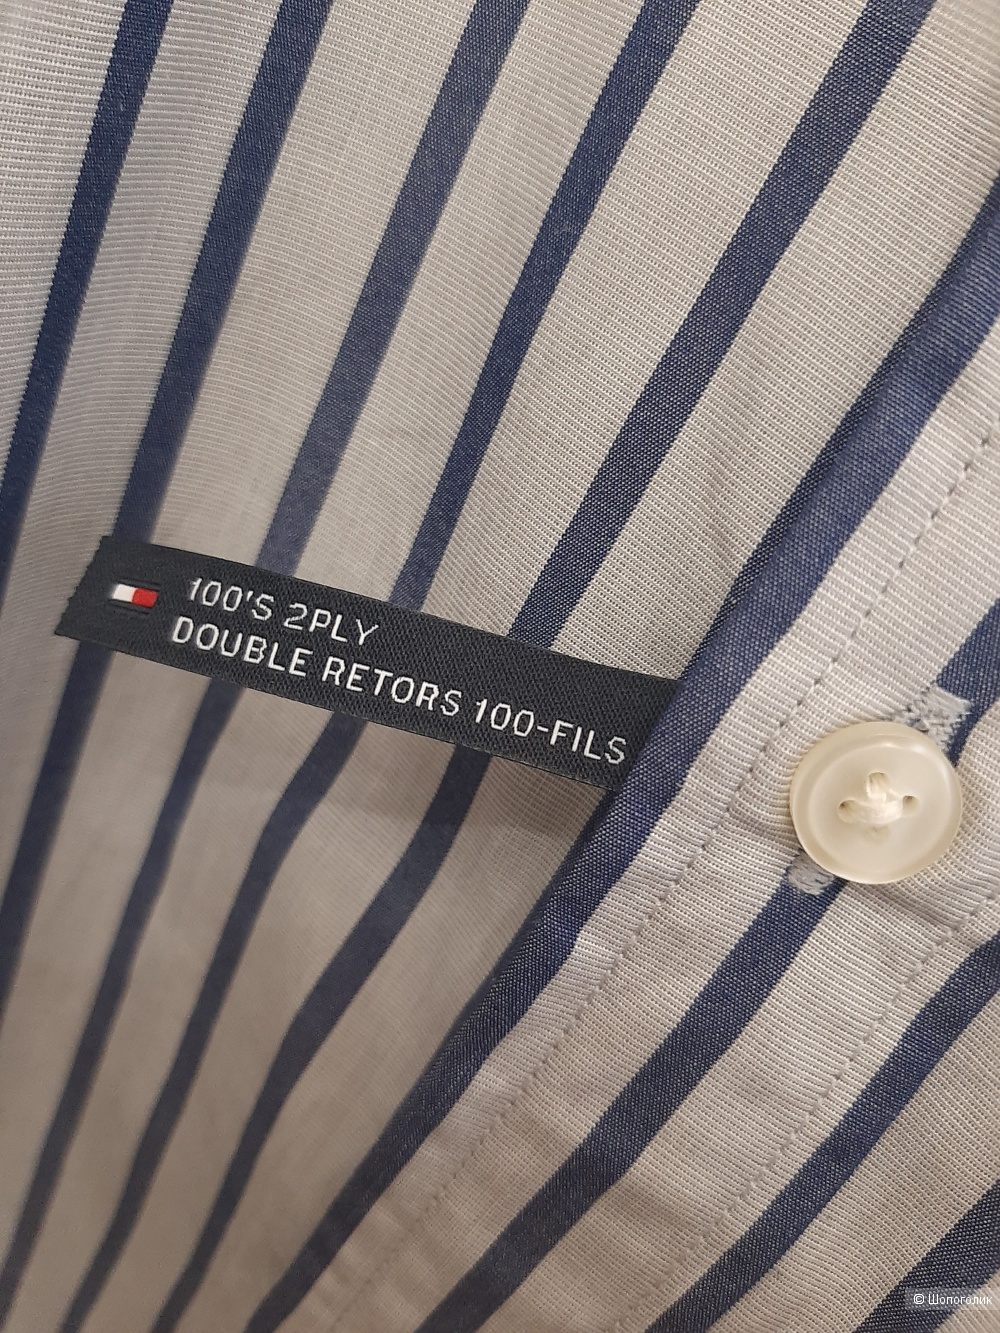 100'S 2PLY
DOUBLE RETORS 100-FILS
© Шопоголик